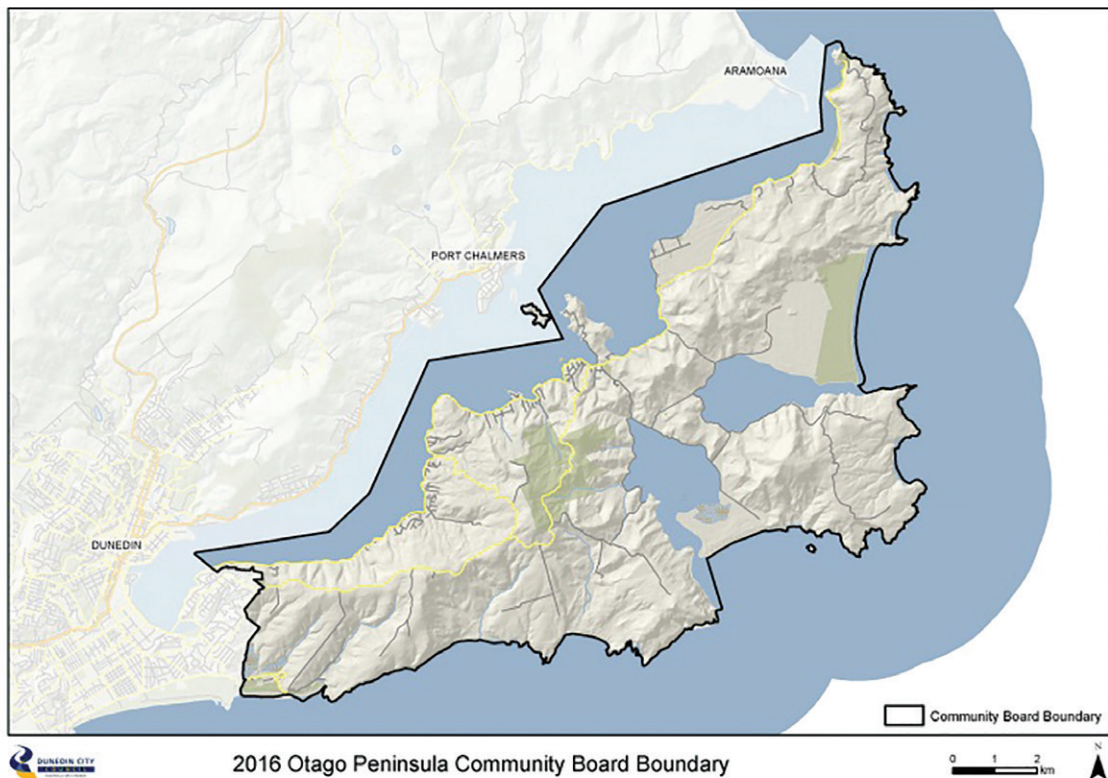 ARAMOANA
PORT CHALMERS
DUNEDIN
Community Board Boundary
DUNEDIN CITY
COUNCIL
2016 Otago Peninsula Community Board Boundary
0 1 2
km
N